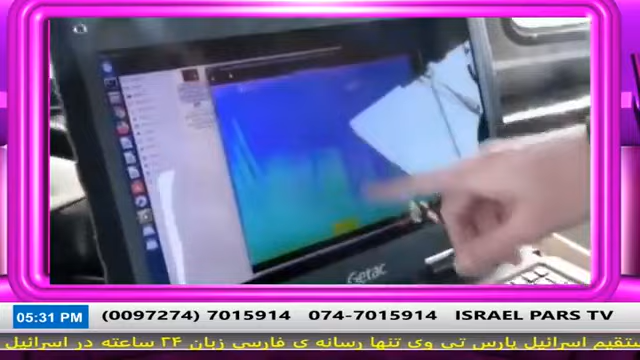 Getac
05:31 PM (0097274) 7015914 074-7015914 ISRAEL PARS TV
ستقیم اسرائیل پارس تی وی تنها رسانه ی فارسی زبان ۲۴ ساعته در اسرائیل